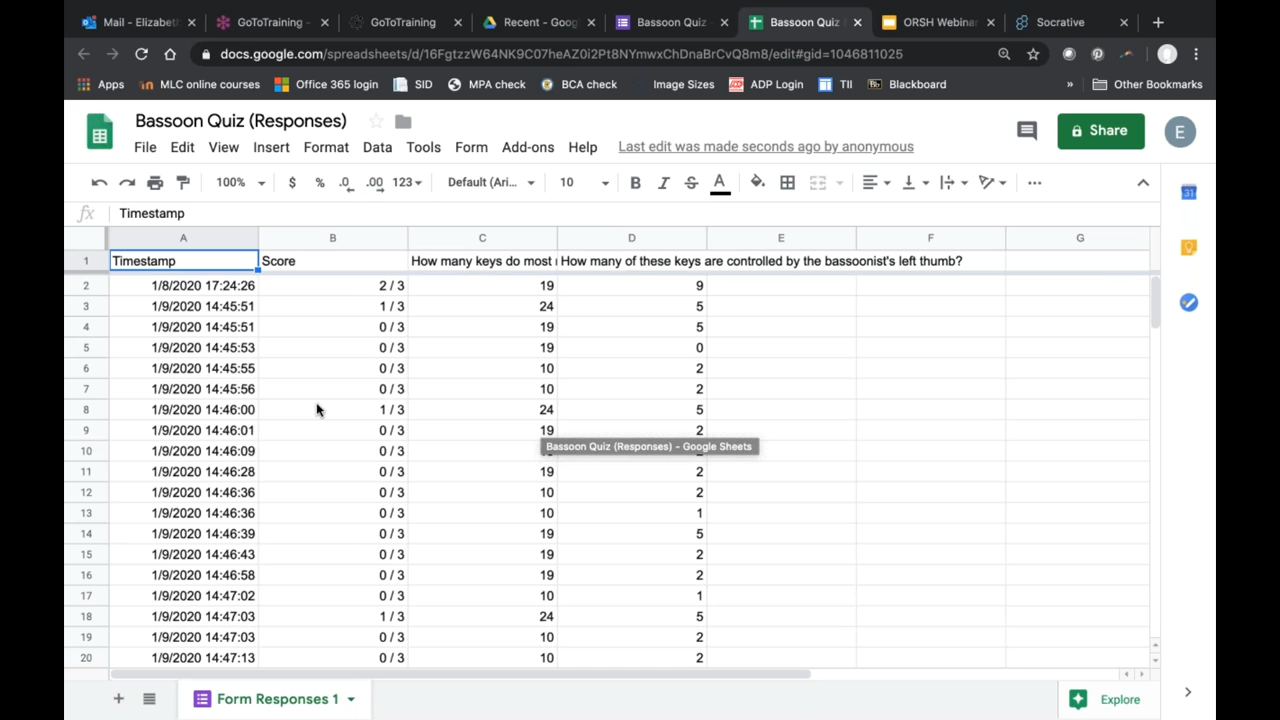 Mail - Elizabeth GoToTraining - GoToTraining Recent - Goog Bassoon Quiz Bassoon Quiz ORSH Webinar Socrative
docs.google.com/spreadsheets/d/16FgtzzW64NK9C07heAZ0i2Pt8NYmwxChDnaBrCvQ8m8/edit#gid=1046811025
Apps MLC online courses Office 365 login SID MPA check BCA check Image Sizes ADP Login TII Blackboard » Other Bookmarks
Bassoon Quiz (Responses)
File Edit View Insert Format Data Tools Form Add-ons Help Last edit was made seconds ago by anonymous
Share
E
100% $ % .0 .00 123 Default (Ari... 10 B I S A
31
fx Timestamp
A B C D E F G
1 Timestamp Score How many keys do most How many of these keys are controlled by the bassoonist's left thumb?
2 1/8/2020 17:24:26 2 / 3 19 9
3 1/9/2020 14:45:51 1 / 3 24 5
4 1/9/2020 14:45:51 0 / 3 19 5
5 1/9/2020 14:45:53 0 / 3 19 0
6 1/9/2020 14:45:55 0 / 3 10 2
7 1/9/2020 14:45:56 0 / 3 10 2
8 1/9/2020 14:46:00 1 / 3 24 5
9 1/9/2020 14:46:01 0 / 3 19 2
Bassoon Quiz (Responses) - Google Sheets
10 1/9/2020 14:46:09 0 / 3
11 1/9/2020 14:46:28 0 / 3 19 2
12 1/9/2020 14:46:36 0 / 3 10 2
13 1/9/2020 14:46:36 0 / 3 10 1
14 1/9/2020 14:46:39 0 / 3 19 5
15 1/9/2020 14:46:43 0 / 3 19 2
16 1/9/2020 14:46:58 0 / 3 19 2
17 1/9/2020 14:47:02 0 / 3 10 1
18 1/9/2020 14:47:03 1 / 3 24 5
19 1/9/2020 14:47:03 0 / 3 10 2
20 1/9/2020 14:47:13 0 / 3 10 2
Form Responses 1
Explore